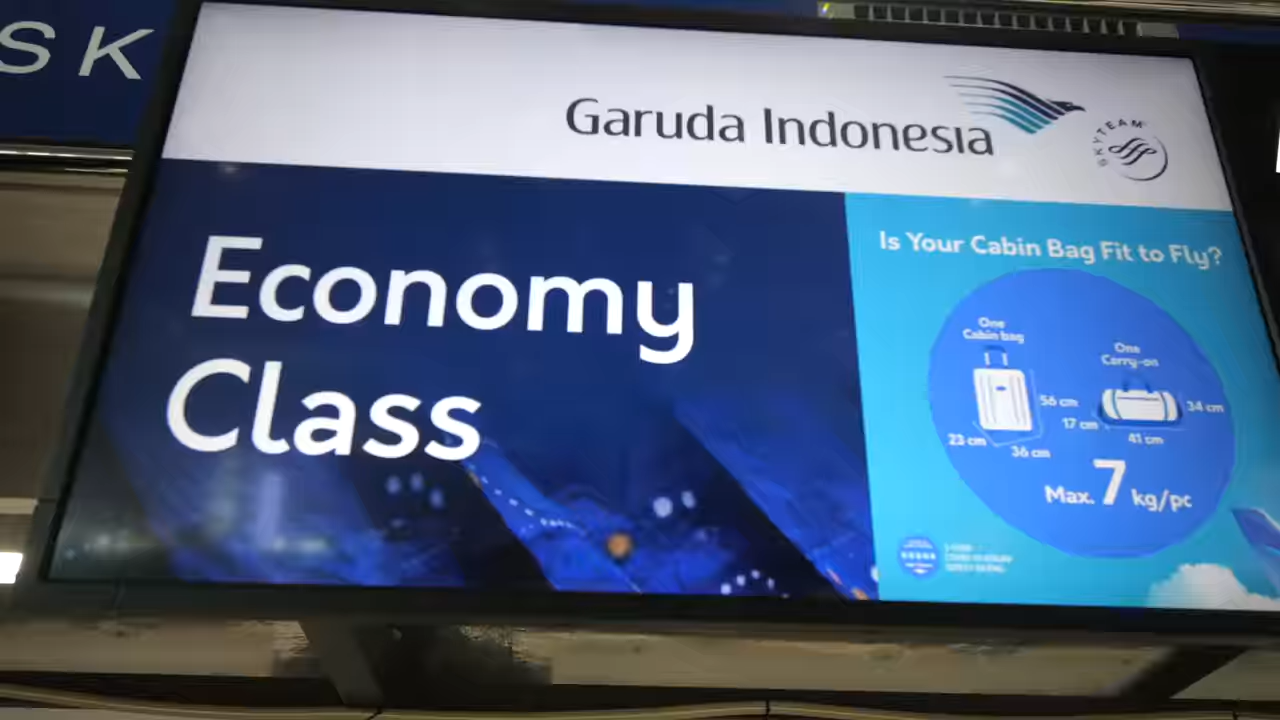 SK
Garuda Indonesia
SKYTEAM
Economy
Class
Is Your Cabin Bag Fit to Fly?
One
Cabin bag
56 cm
23 cm
36 cm
One
Carry-on
34 cm
17 cm
41 cm
Max. 7 kg/pc